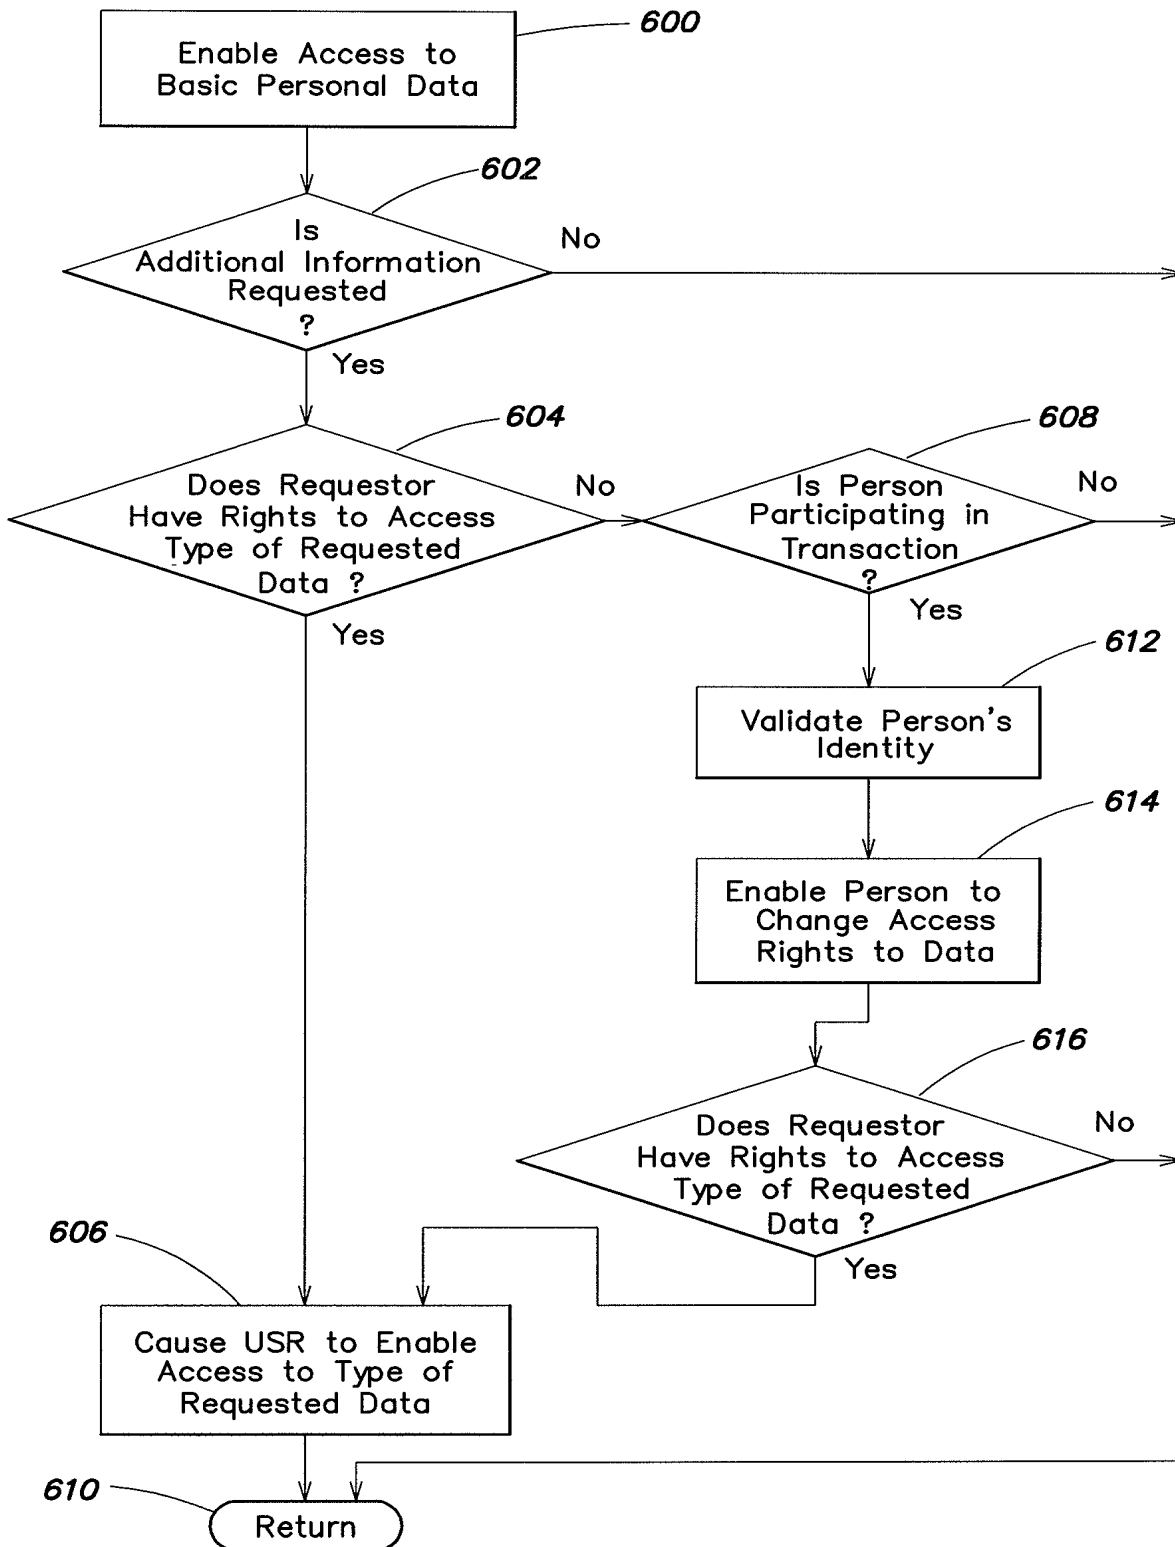 600
Enable Access to
Basic Personal Data
602
Is
Additional Information
Requested
?
No
Yes
604
Does Requestor
Have Rights to Access
Type of Requested
Data ?
No
Yes
608
Is Person
Participating in
Transaction
?
No
Yes
612
Validate Person's
Identity
614
Enable Person to
Change Access
Rights to Data
616
Does Requestor
Have Rights to Access
Type of Requested
Data ?
No
Yes
606
Cause USR to Enable
Access to Type of
Requested Data
610
Return